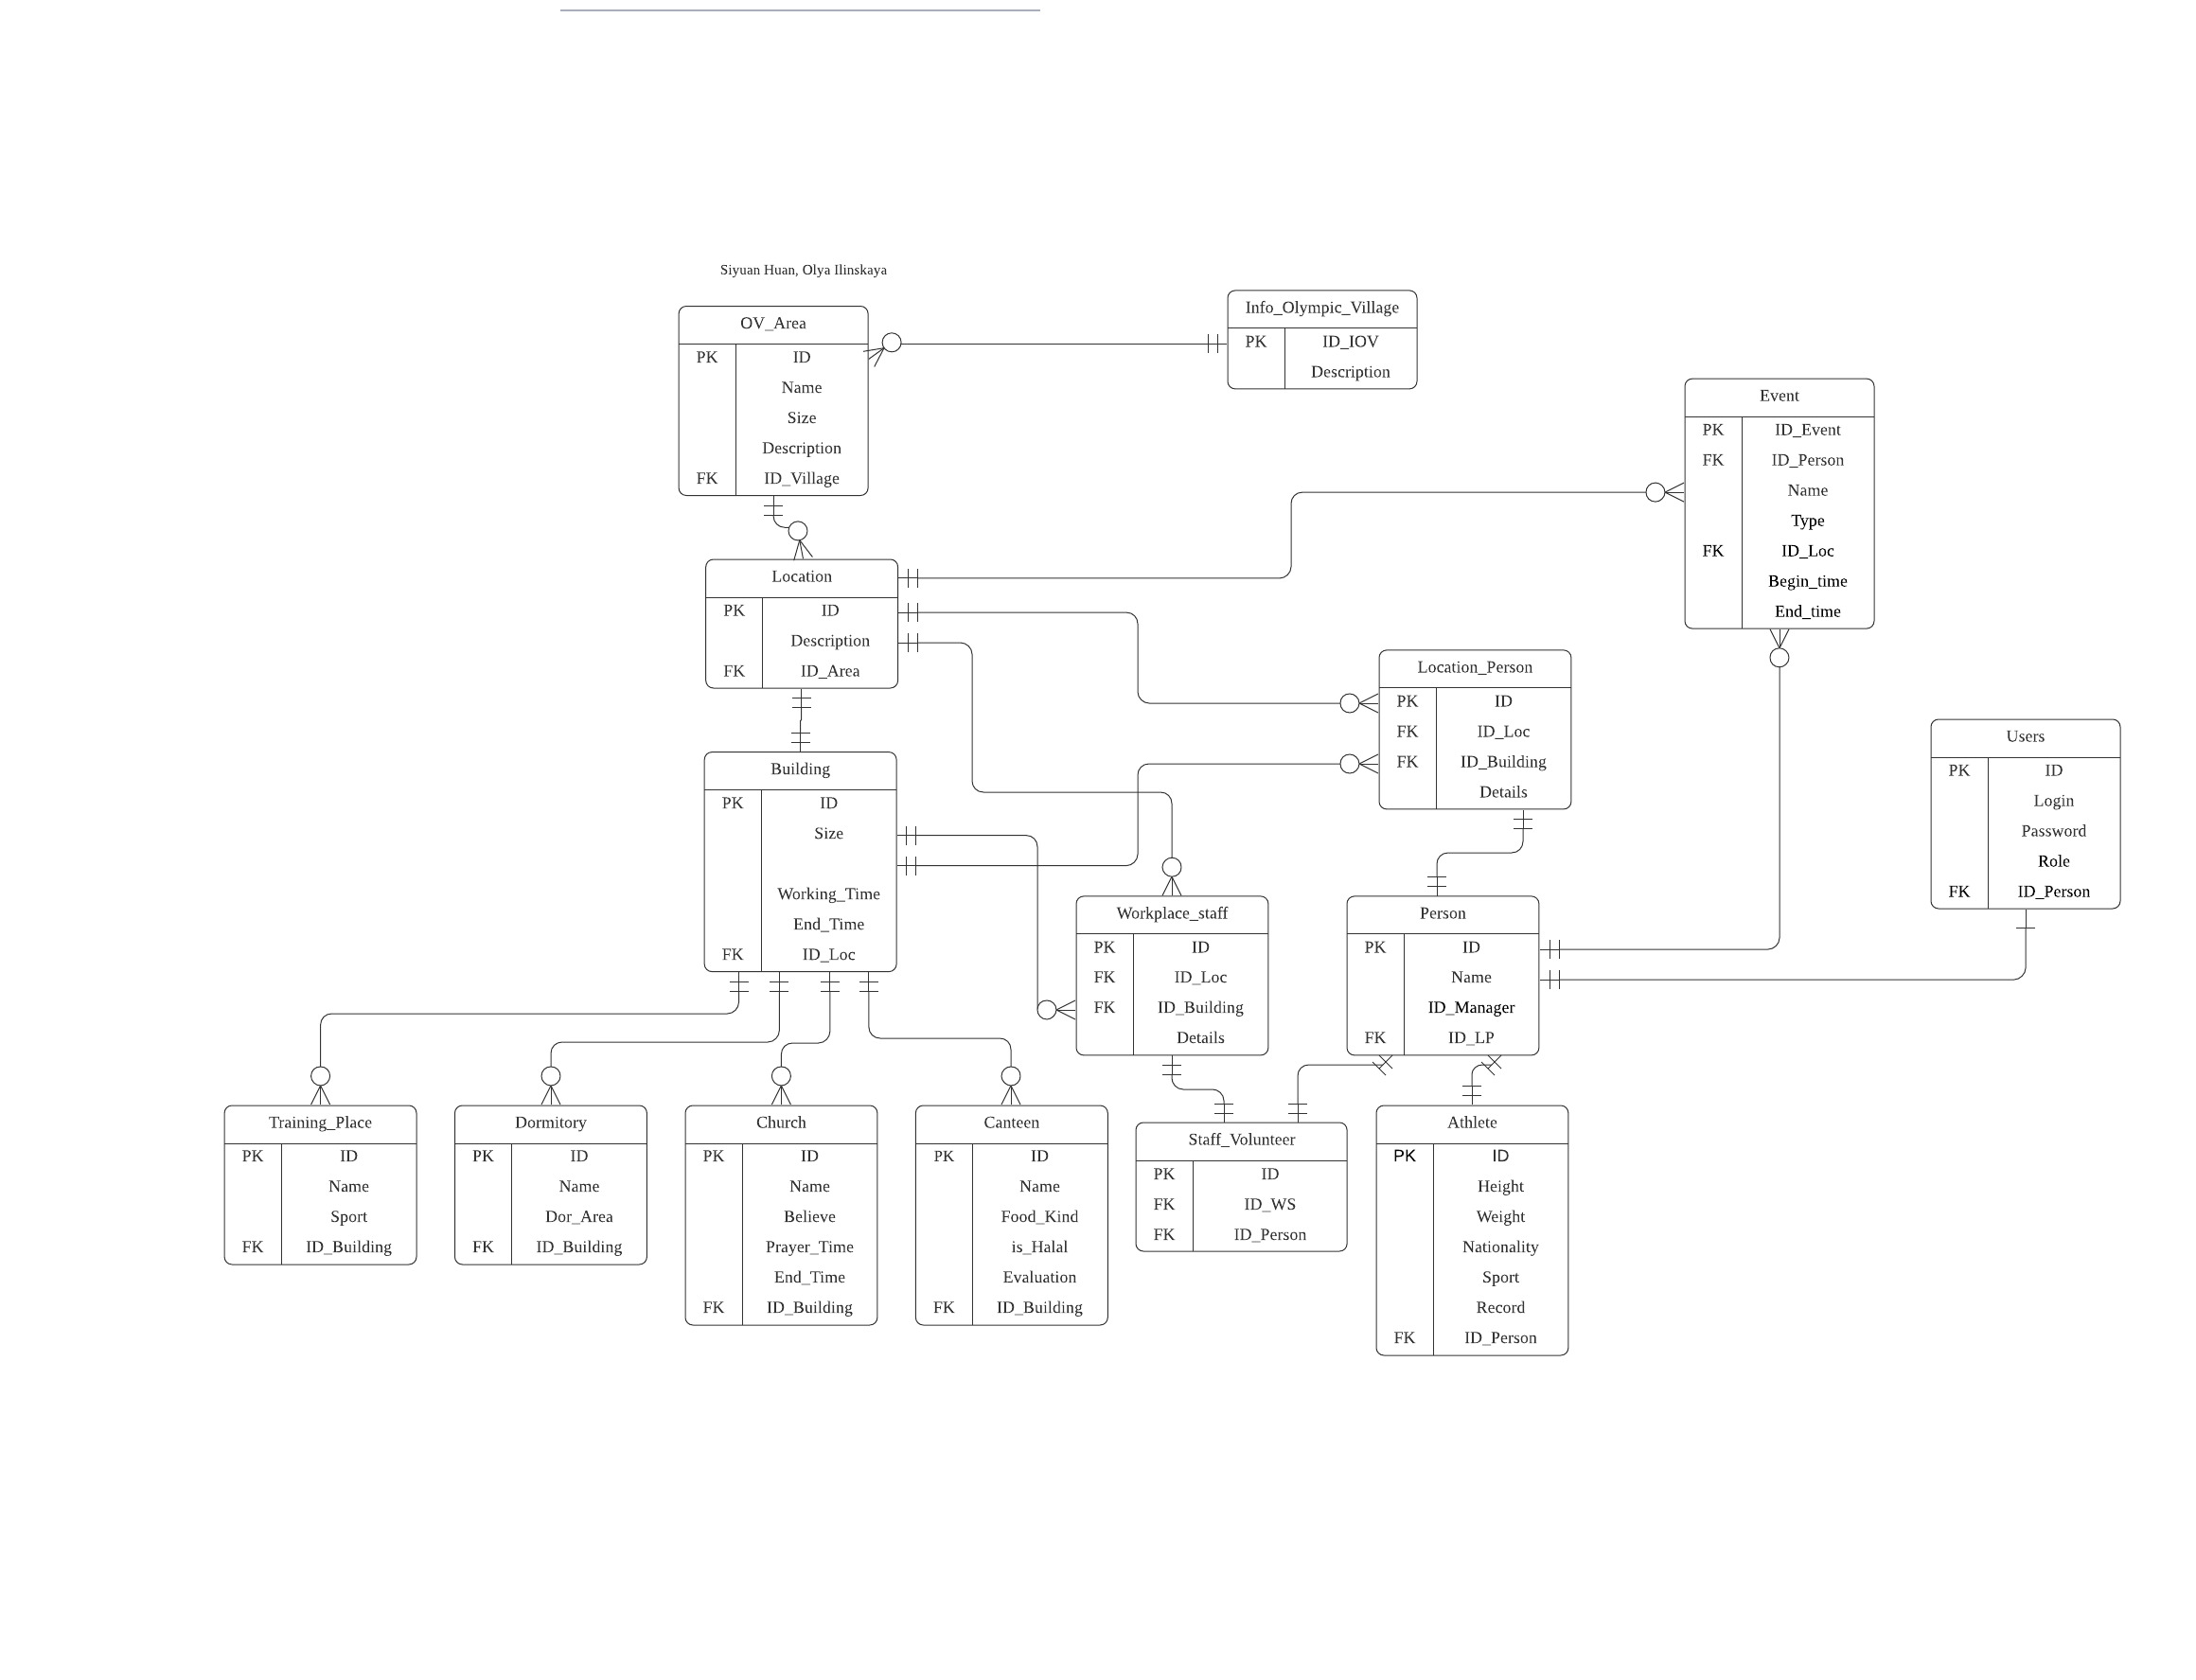 Siyuan Huan, Olya Ilinskaya
OV_Area
PK ID
Name
Size
Description
FK ID_Village
Info_Olympic_Village
PK ID_IOV
Description
Event
PK ID_Event
FK ID_Person
Name
Type
FK ID_Loc
Begin_time
End_time
Location
PK ID
Description
FK ID_Area
Location_Person
PK ID
FK ID_Loc
FK ID_Building
Details
Users
PK ID
Login
Password
Role
FK ID_Person
Building
PK ID
Size
Working_Time
End_Time
FK ID_Loc
Workplace_staff
PK ID
FK ID_Loc
FK ID_Building
Details
Person
PK ID
Name
ID_Manager
FK ID_LP
Training_Place
PK ID
Name
Sport
FK ID_Building
Dormitory
PK ID
Name
Dor_Area
FK ID_Building
Church
PK ID
Name
Believe
Prayer_Time
End_Time
FK ID_Building
Canteen
PK ID
Name
Food_Kind
is_Halal
Evaluation
FK ID_Building
Staff_Volunteer
PK ID
FK ID_WS
FK ID_Person
Athlete
PK ID
Height
Weight
Nationality
Sport
Record
FK ID_Person